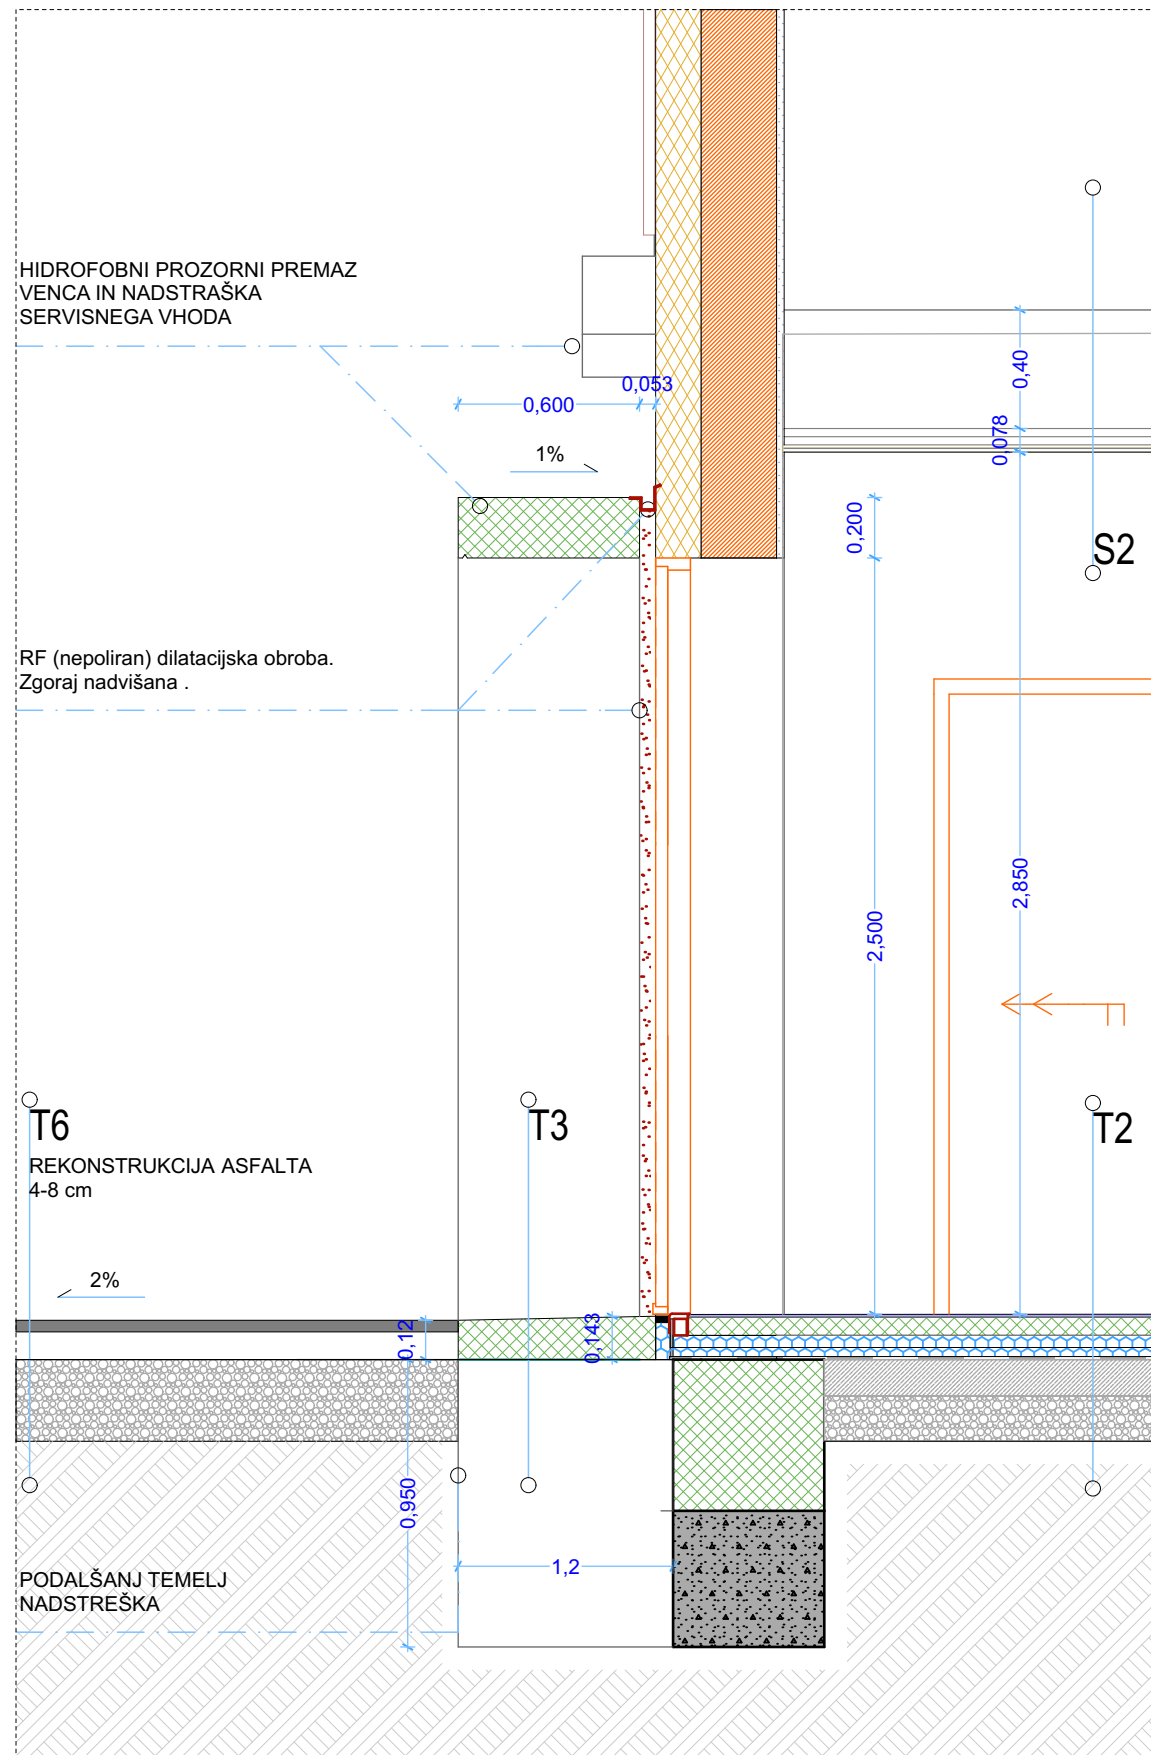 HIDROFOBNI PROZORNI PREMAZ
VENCA IN NADSTRAŠKA
SERVISNEGA VHODA
0,053
0,600
1%
0,40
0,078
0,200
S2
RF (nepoliran) dilatacijska obroba.
Zgoraj nadvišana .
2,850
2,500
T6
T3
T2
REKONSTRUKCIJA ASFALTA
4-8 cm
2%
0,12
0,143
0,950
1,2
PODALŠANJ TEMELJ
NADSTREŠKA